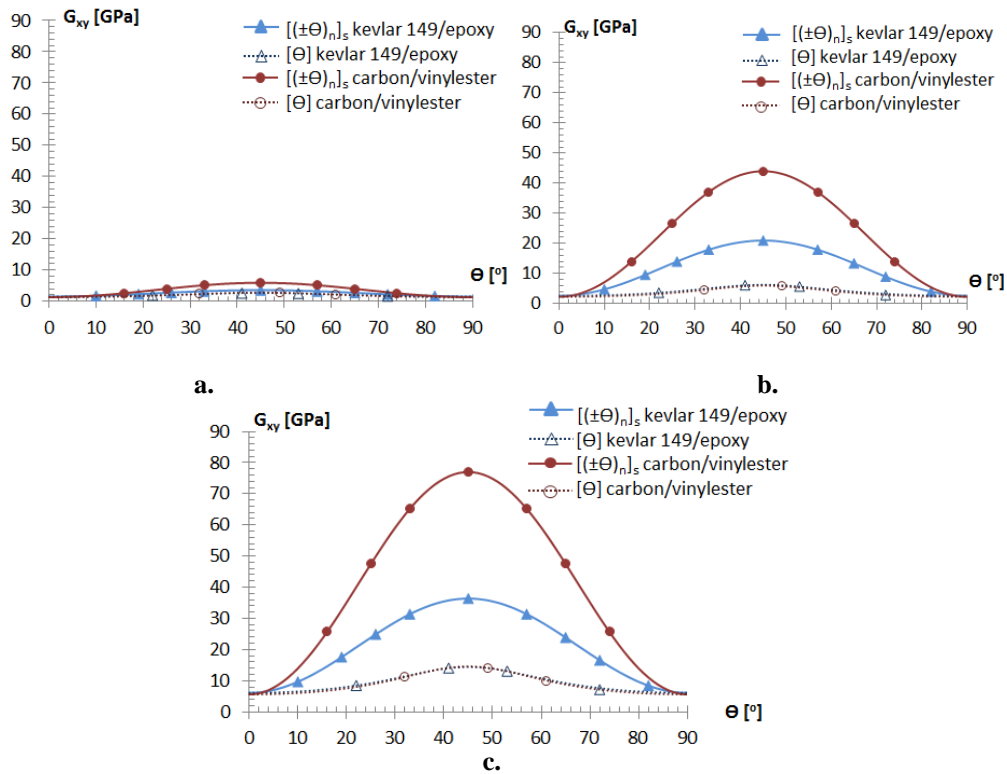 G_xy [GPa]
90
80
70
60
50
40
30
20
10
0
[(±Θ)_n]_s kevlar 149/epoxy
[Θ] kevlar 149/epoxy
[(±Θ)_n]_s carbon/vinylester
[Θ] carbon/vinylester
Θ [º]
0 10 20 30 40 50 60 70 80 90
a.
G_xy [GPa]
90
80
70
60
50
40
30
20
10
0
[(±Θ)_n]_s kevlar 149/epoxy
[Θ] kevlar 149/epoxy
[(±Θ)_n]_s carbon/vinylester
[Θ] carbon/vinylester
Θ [º]
0 10 20 30 40 50 60 70 80 90
b.
G_xy [GPa]
90
80
70
60
50
40
30
20
10
0
[(±Θ)_n]_s kevlar 149/epoxy
[Θ] kevlar 149/epoxy
[(±Θ)_n]_s carbon/vinylester
[Θ] carbon/vinylester
Θ [º]
0 10 20 30 40 50 60 70 80 90
c.